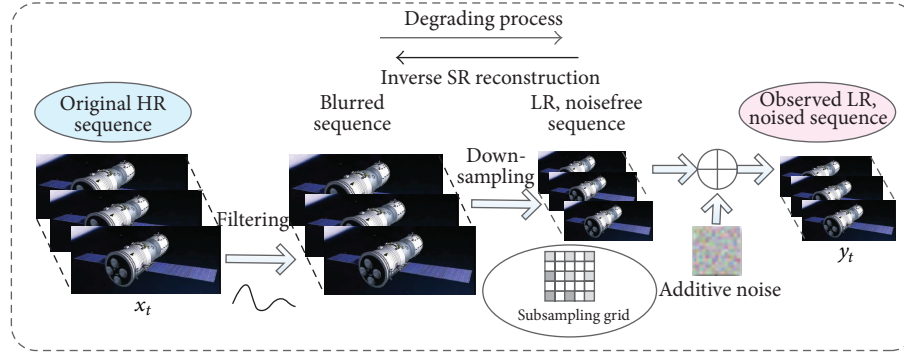 Degrading process
Inverse SR reconstruction
Original HR
sequence
Blurred
sequence
LR, noisefree
sequence
Observed LR,
noised sequence
Filtering
Down-
sampling
x_t
Subsampling grid
Additive noise
y_t